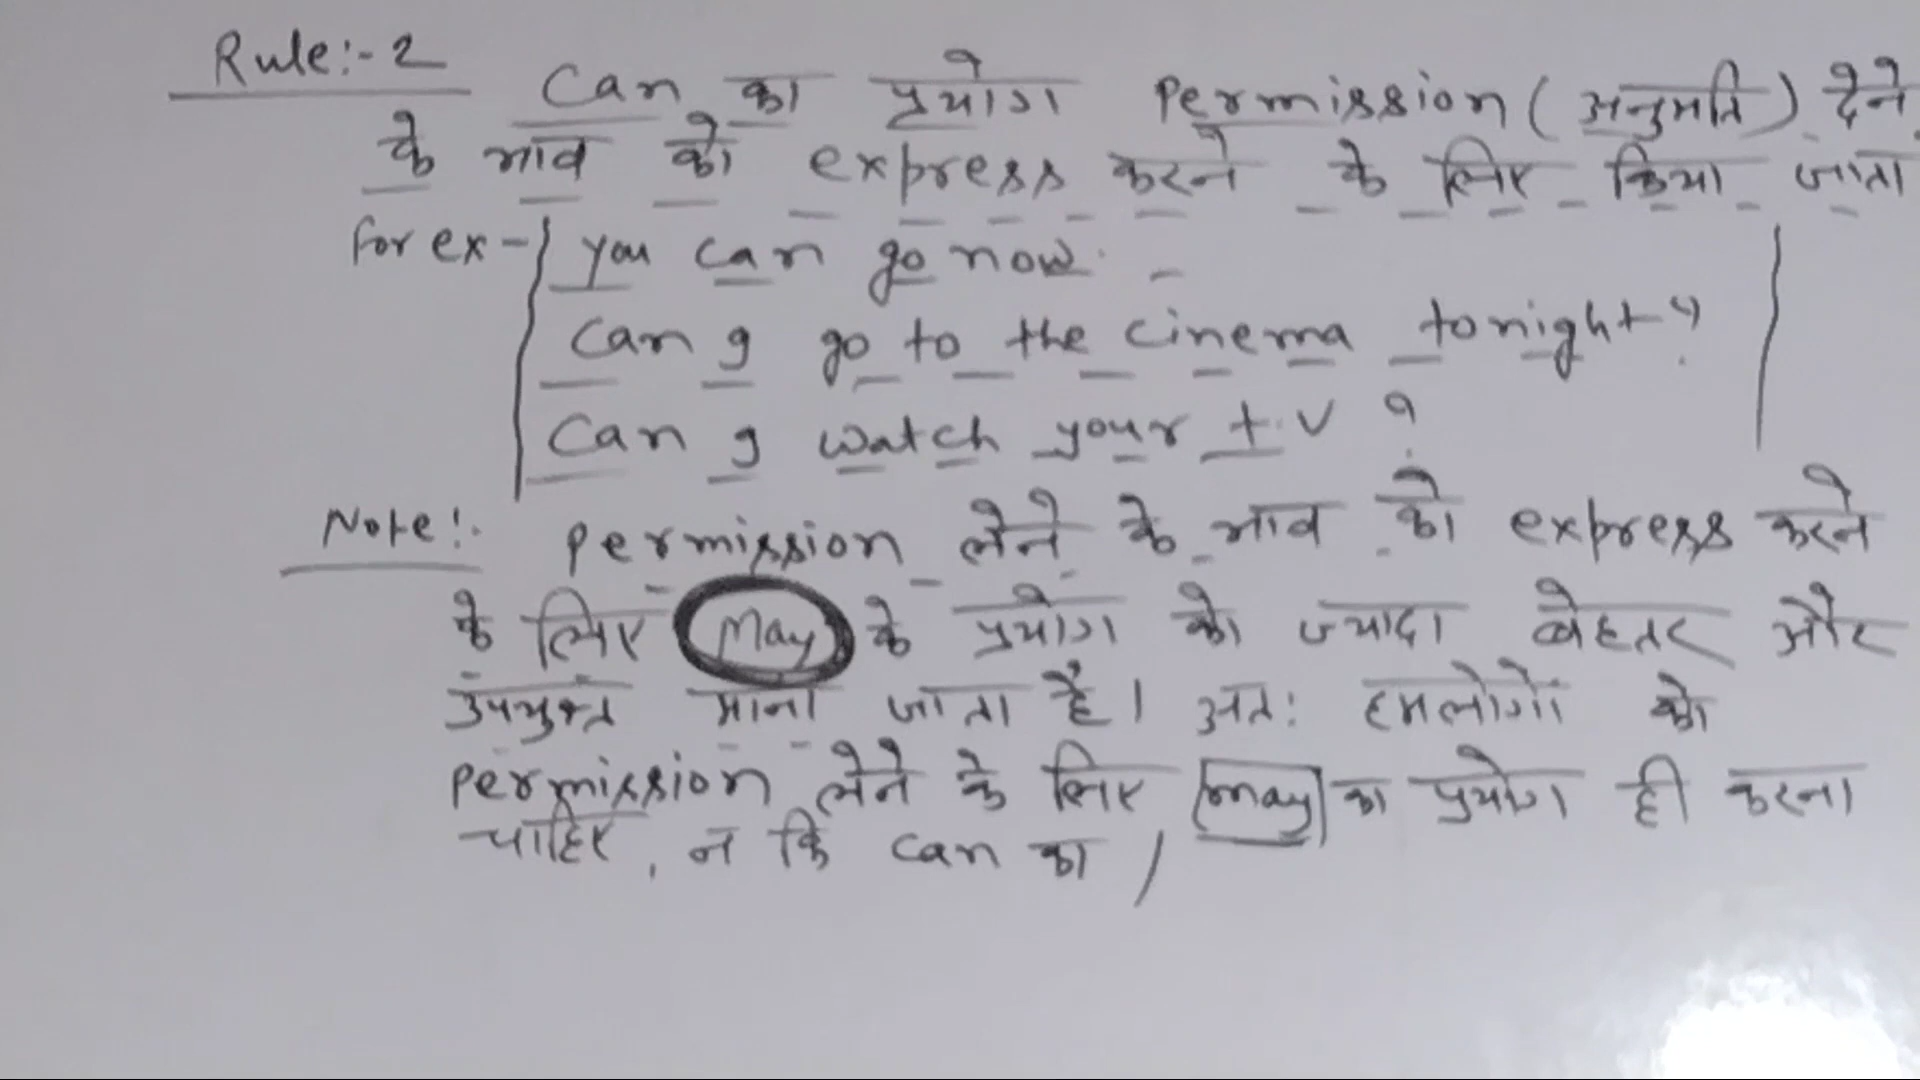 Rule:- 2
Can का प्रयोग permission (अनुमति) देने
के भाव को express करने के लिए किया जाता
for ex - you can go now.
Can I go to the cinema tonight?
Can I watch your t.v ?
Note:- permission लेने के भाव को express करने
के लिए may के प्रयोग को ज्यादा बेहतर और
उपयुक्त माना जाता है। अतः हमलोगों को
permission लेने के लिए may का प्रयोग ही करना
चाहिए, न कि can का /